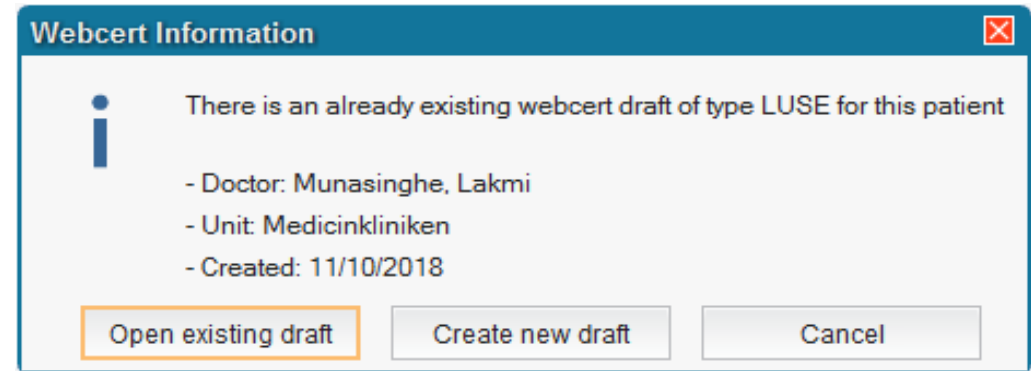 Webcert Information
There is an already existing webcert draft of type LUSE for this patient
- Doctor: Munasinghe, Lakmi
- Unit: Medicinkliniken
- Created: 11/10/2018
Open existing draft
Create new draft
Cancel